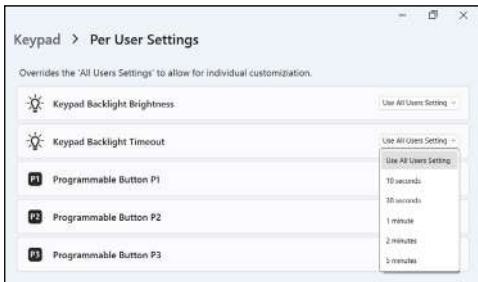 Keypad > Per User Settings
Overrides the 'All Users Settings' to allow for individual customiziation.
Keypad Backlight Brightness
Use All Users Setting
Keypad Backlight Timeout
Use All Users Setting
Use All Users Setting
P1 Programmable Button P1
10 seconds
30 seconds
P2 Programmable Button P2
1 minute
2 minutes
P3 Programmable Button P3
5 minutes